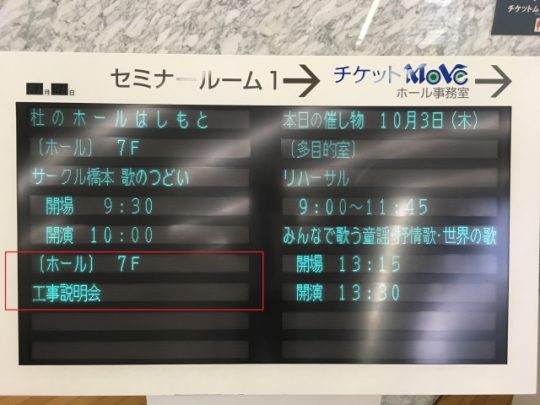 チケットM
セミナールーム1→ チケットMOVE→
ホール事務室
月 日
杜のホールはしもと
(ホール) 7F
サークル橋本 歌のつどい
開場 9:30
開演 10:00
(ホール) 7F
工事説明会
本日の催し物 10月3日(木)
(多目的室)
リハーサル
9:00~11:45
みんなで歌う童謡・抒情歌・世界の歌
開場 13:15
開演 13:30